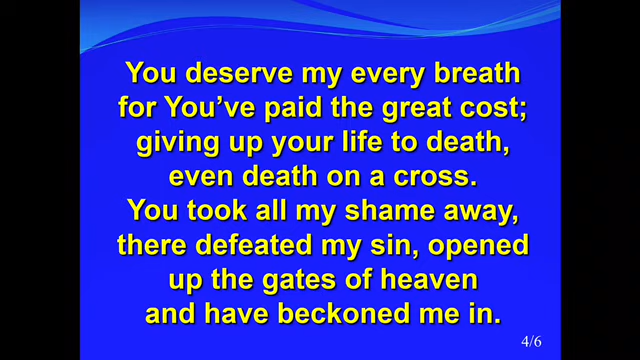 You deserve my every breath
for You've paid the great cost;
giving up your life to death,
even death on a cross.
You took all my shame away,
there defeated my sin, opened
up the gates of heaven
and have beckoned me in.
4/6